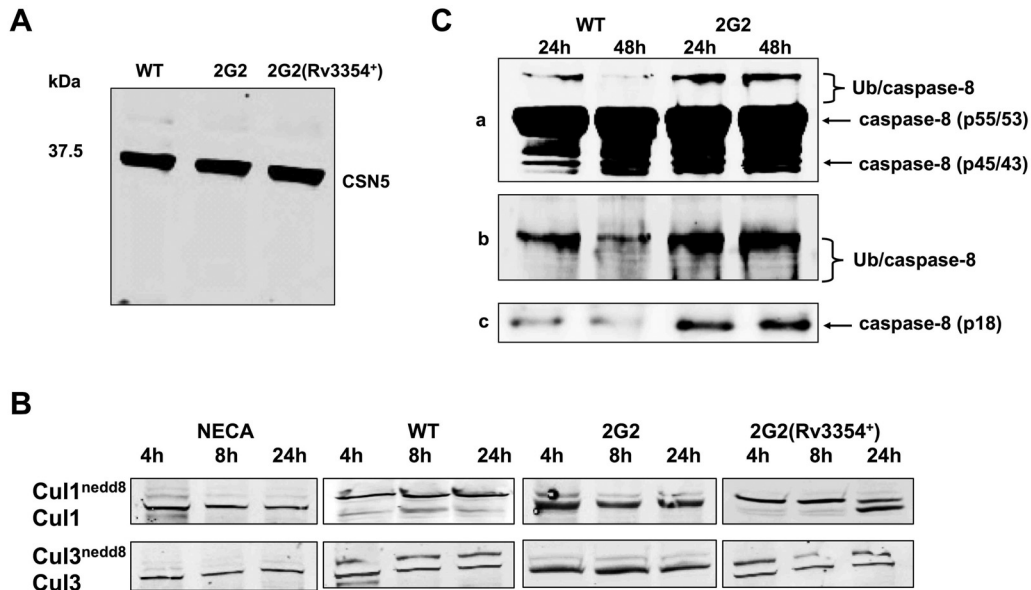 A
kDa
WT 2G2 2G2(Rv3354⁺)
37.5
CSN5
C
WT 2G2
24h 48h 24h 48h
Ub/caspase-8
a
caspase-8 (p55/53)
caspase-8 (p45/43)
b
Ub/caspase-8
c
caspase-8 (p18)
B
NECA WT 2G2 2G2(Rv3354⁺)
4h 8h 24h 4h 8h 24h 4h 8h 24h 4h 8h 24h
Cul1nedd8
Cul1
Cul3nedd8
Cul3